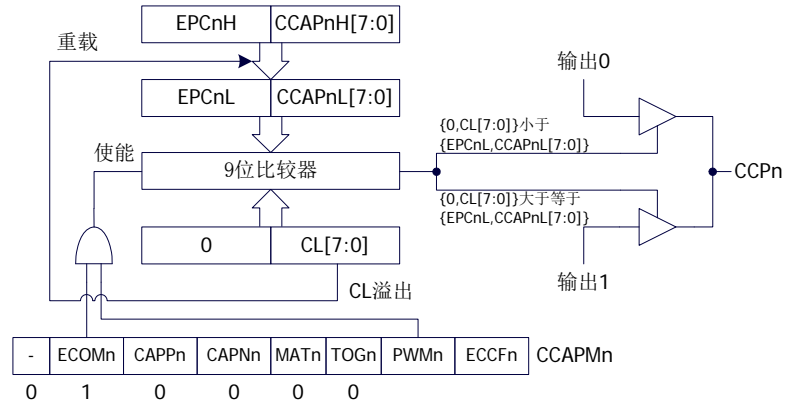 EPCnH CCAPnH[7:0]
重载
EPCnL CCAPnL[7:0]
输出0
使能
9位比较器
{0,CL[7:0]}小于
{EPCnL,CCAPnL[7:0]}
CCPn
{0,CL[7:0]}大于等于
{EPCnL,CCAPnL[7:0]}
0 CL[7:0]
CL溢出
输出1
- ECOMn CAPPn CAPNn MATn TOGn PWMn ECCFn CCAPMn
0 1 0 0 0 0